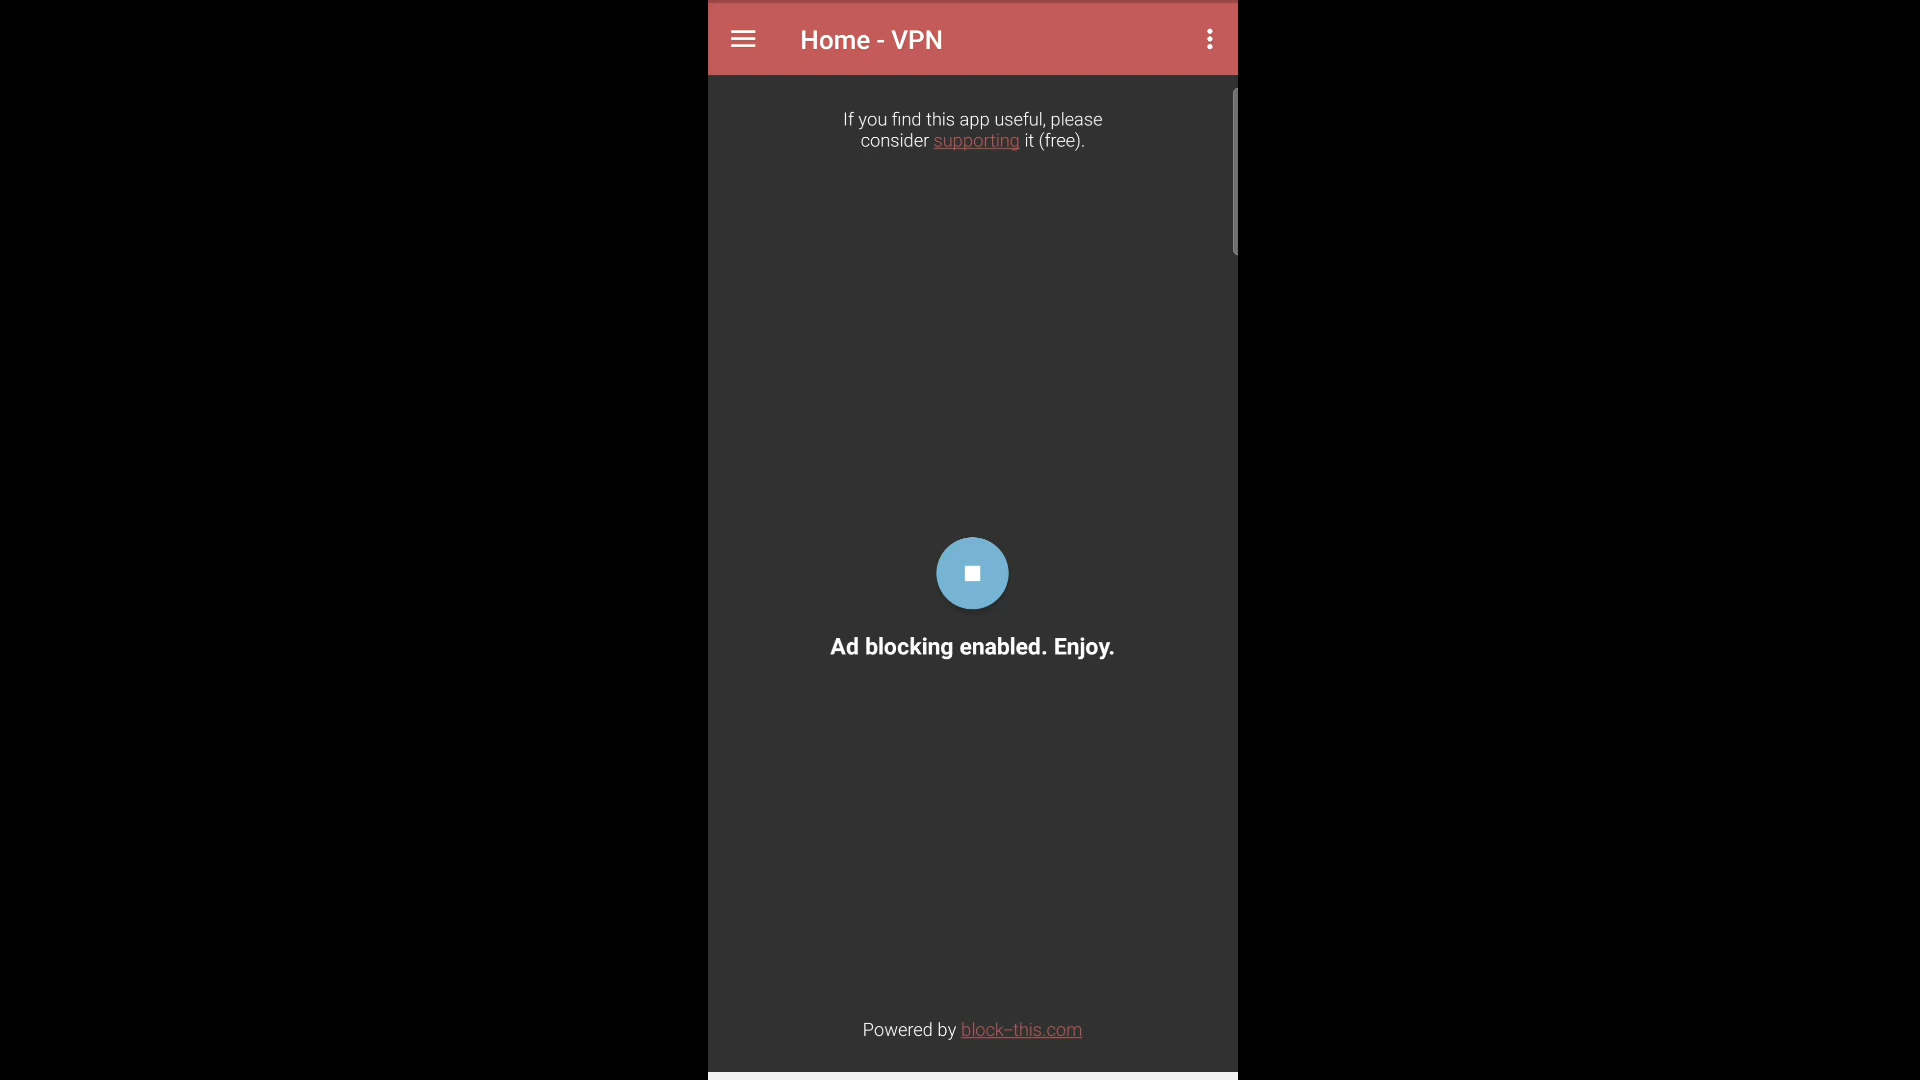 Home - VPN
If you find this app useful, please
consider supporting it (free).
Ad blocking enabled. Enjoy.
Powered by block-this.com